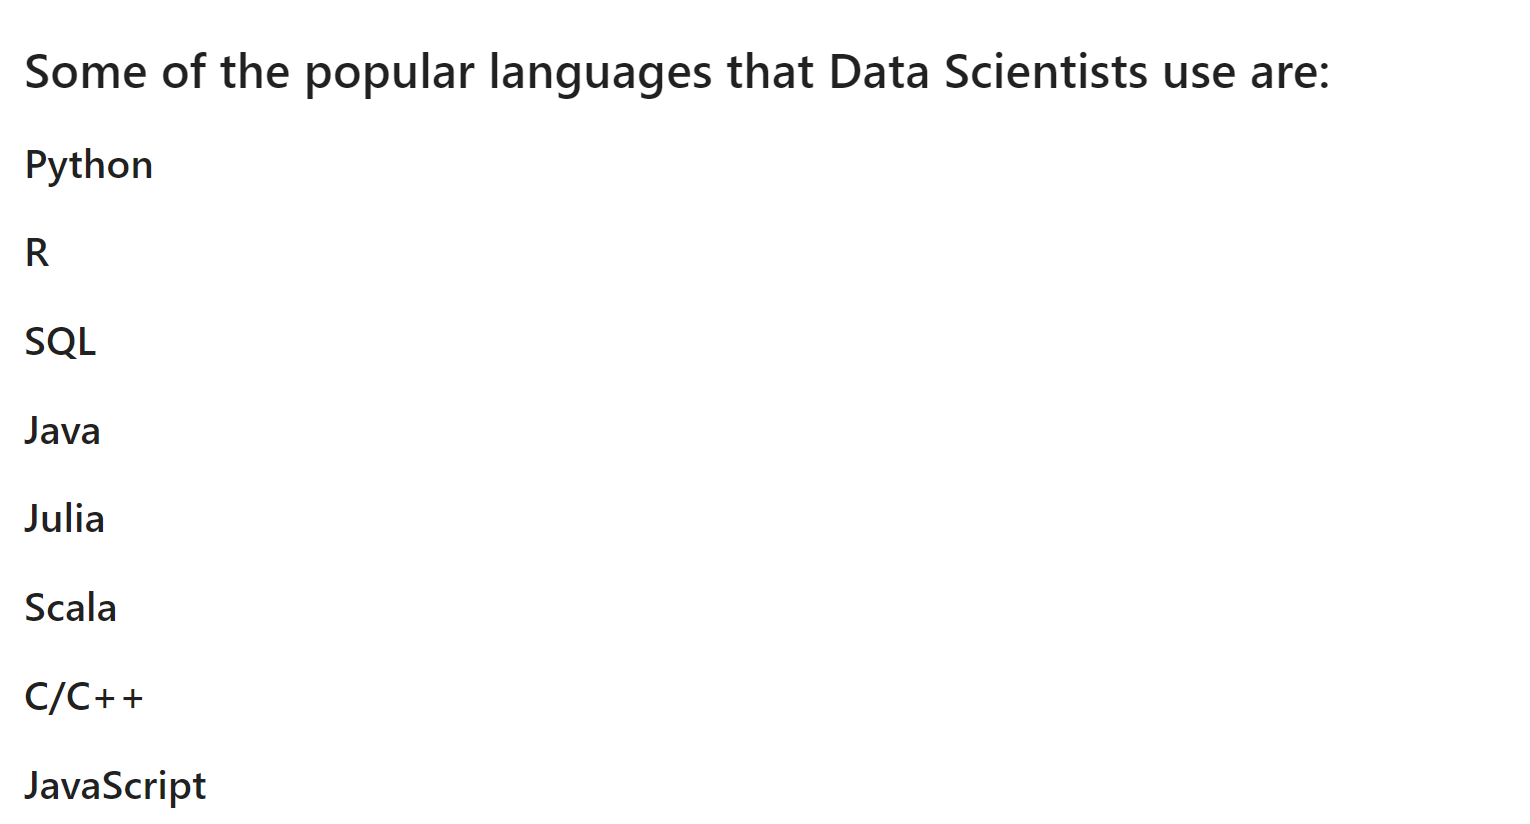 Some of the popular languages that Data Scientists use are:
Python
R
SQL
Java
Julia
Scala
C/C++
JavaScript